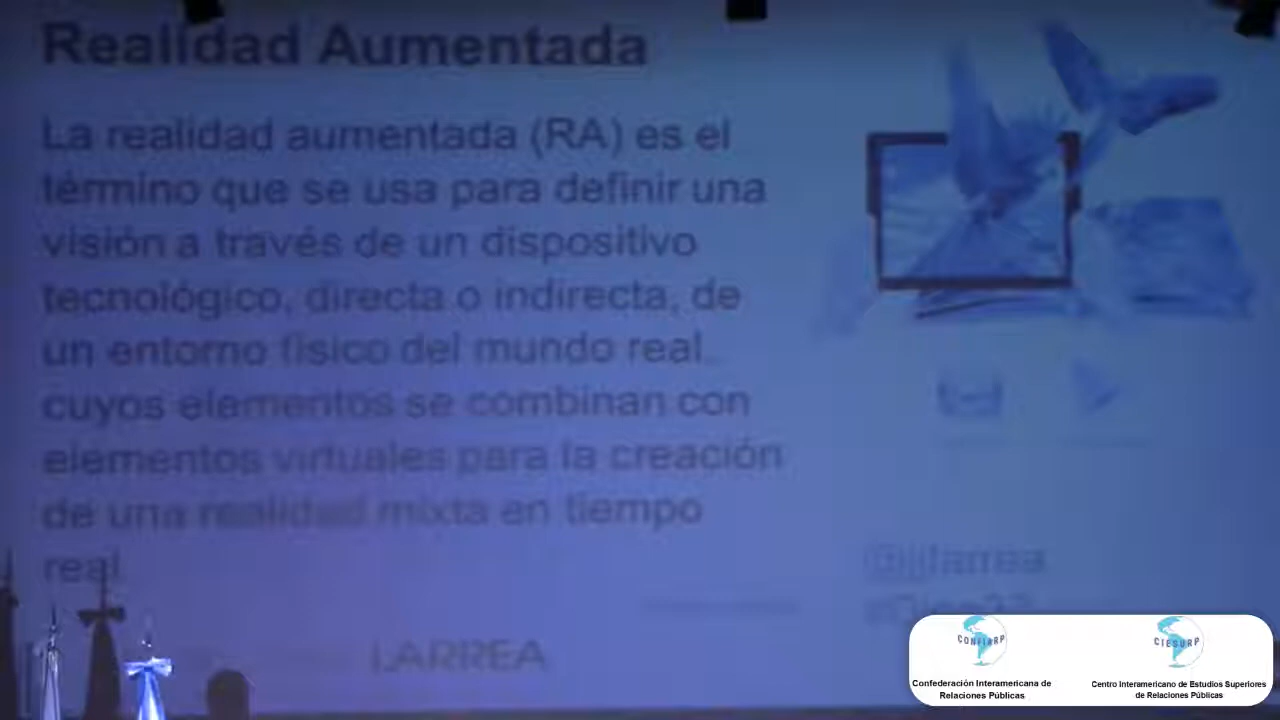 Realidad Aumentada
La realidad aumentada (RA) es el
término que se usa para definir una
visión a través de un dispositivo
tecnológico, directa o indirecta, de
un entorno físico del mundo real,
cuyos elementos se combinan con
elementos virtuales para la creación
de una realidad mixta en tiempo
real
LARREA
CONFIARP
CIESURP
Confederación Interamericana de
Relaciones Públicas
Centro Interamericano de Estudios Superiores
de Relaciones Públicas